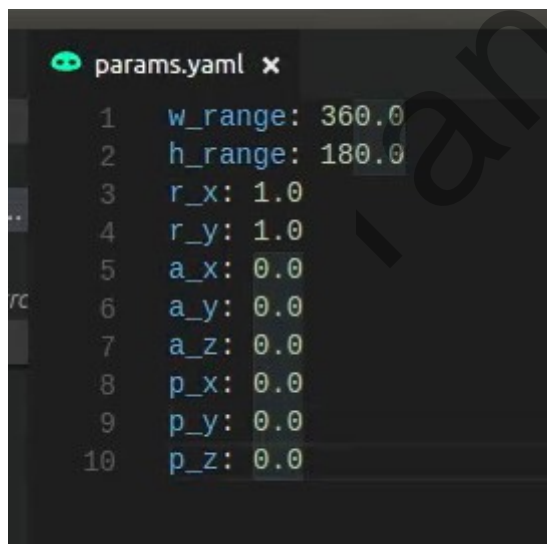 params.yaml ×
1 w_range: 360.0
2 h_range: 180.0
3 r_x: 1.0
4 r_y: 1.0
5 a_x: 0.0
6 a_y: 0.0
7 a_z: 0.0
8 p_x: 0.0
9 p_y: 0.0
10 p_z: 0.0